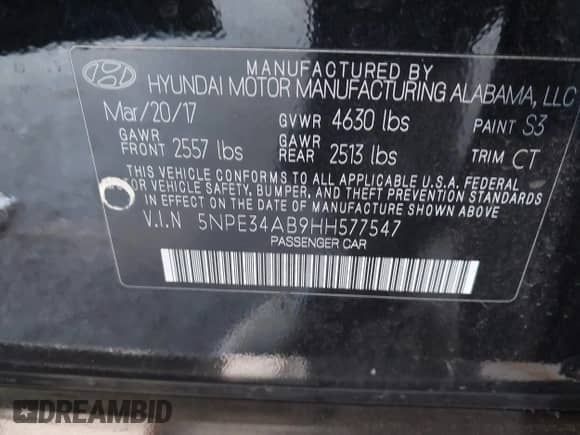 MANUFACTURED BY
HYUNDAI MOTOR MANUFACTURING ALABAMA, LLC
Mar/20/17 GVWR 4630 lbs PAINT S3
GAWR FRONT 2557 lbs GAWR REAR 2513 lbs TRIM CT
THIS VEHICLE CONFORMS TO ALL APPLICABLE U.S.A. FEDERAL
MOTOR VEHICLE SAFETY, BUMPER, AND THEFT PREVENTION STANDARDS
IN EFFECT ON THE DATE OF MANUFACTURE SHOWN ABOVE.
V.I.N 5NPE34AB9HH577547
PASSENGER CAR
DREAMBID